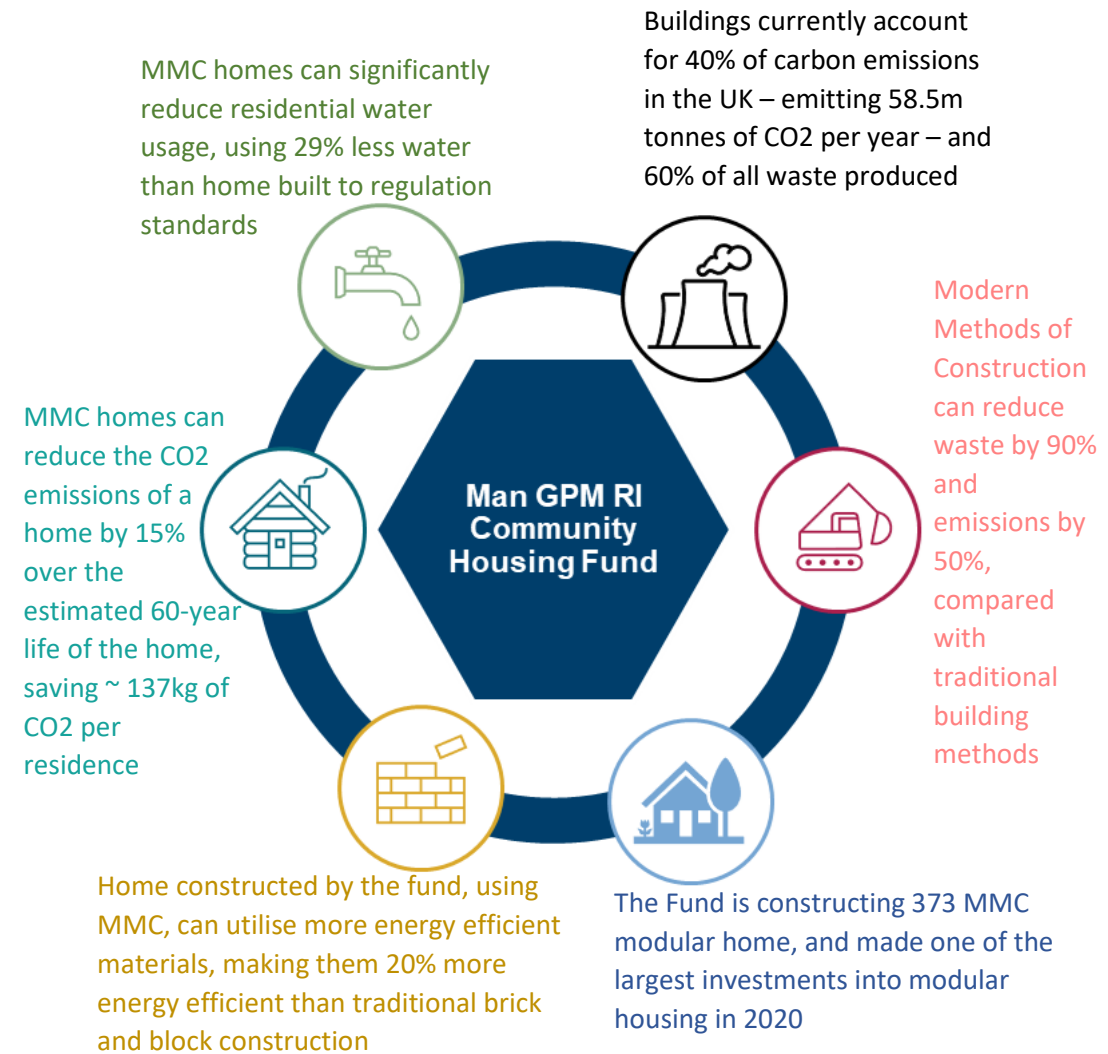 Buildings currently account
for 40% of carbon emissions
in the UK – emitting 58.5m
tonnes of CO2 per year – and
60% of all waste produced
MMC homes can significantly
reduce residential water
usage, using 29% less water
than home built to regulation
standards
Modern
Methods of
Construction
can reduce
waste by 90%
and
emissions by
50%,
compared
with
traditional
building
methods
MMC homes can
reduce the CO2
emissions of a
home by 15%
over the
estimated 60-year
life of the home,
saving ~ 137kg of
CO2 per
residence
Man GPM RI
Community
Housing Fund
Home constructed by the fund, using
MMC, can utilise more energy efficient
materials, making them 20% more
energy efficient than traditional brick
and block construction
The Fund is constructing 373 MMC
modular home, and made one of the
largest investments into modular
housing in 2020